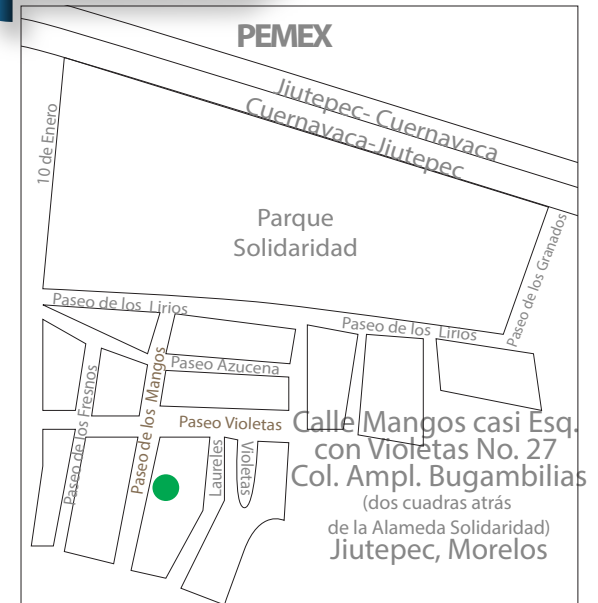 PEMEX
Jiutepec- Cuernavaca
Cuernavaca-Jiutepec
10 de Enero
Parque
Solidaridad
Paseo de los Granados
Paseo de los Lirios
Paseo de los Lirios
Paseo Azucena
Paseo de los Fresnos
Paseo de los Mangos
Paseo Violetas
Laureles
Violetas
Calle Mangos casi Esq.
con Violetas No. 27
Col. Ampl. Bugambilias
(dos cuadras atrás
de la Alameda Solidaridad)
Jiutepec, Morelos